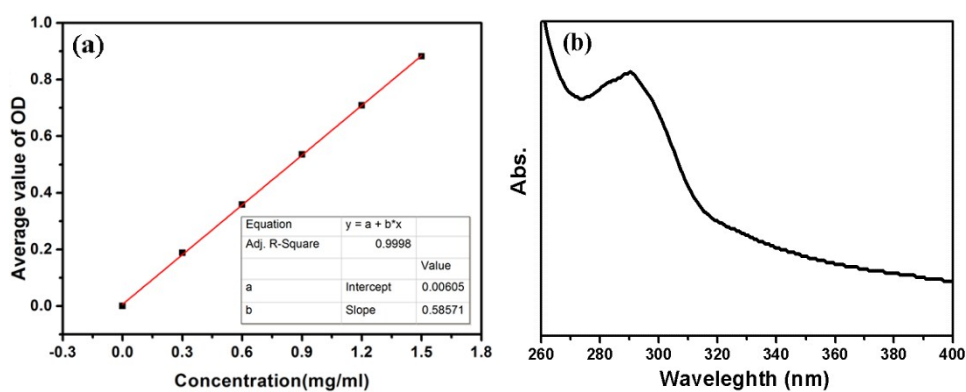 (a)
Average value of OD
1.0
0.8
0.6
0.4
0.2
0.0
Equation y = a + b*x
Adj. R-Square 0.9998
Value
a Intercept 0.00605
b Slope 0.58571
-0.3 0.0 0.3 0.6 0.9 1.2 1.5 1.8
Concentration(mg/ml)
(b)
Abs.
260 280 300 320 340 360 380 400
Waveleghth (nm)